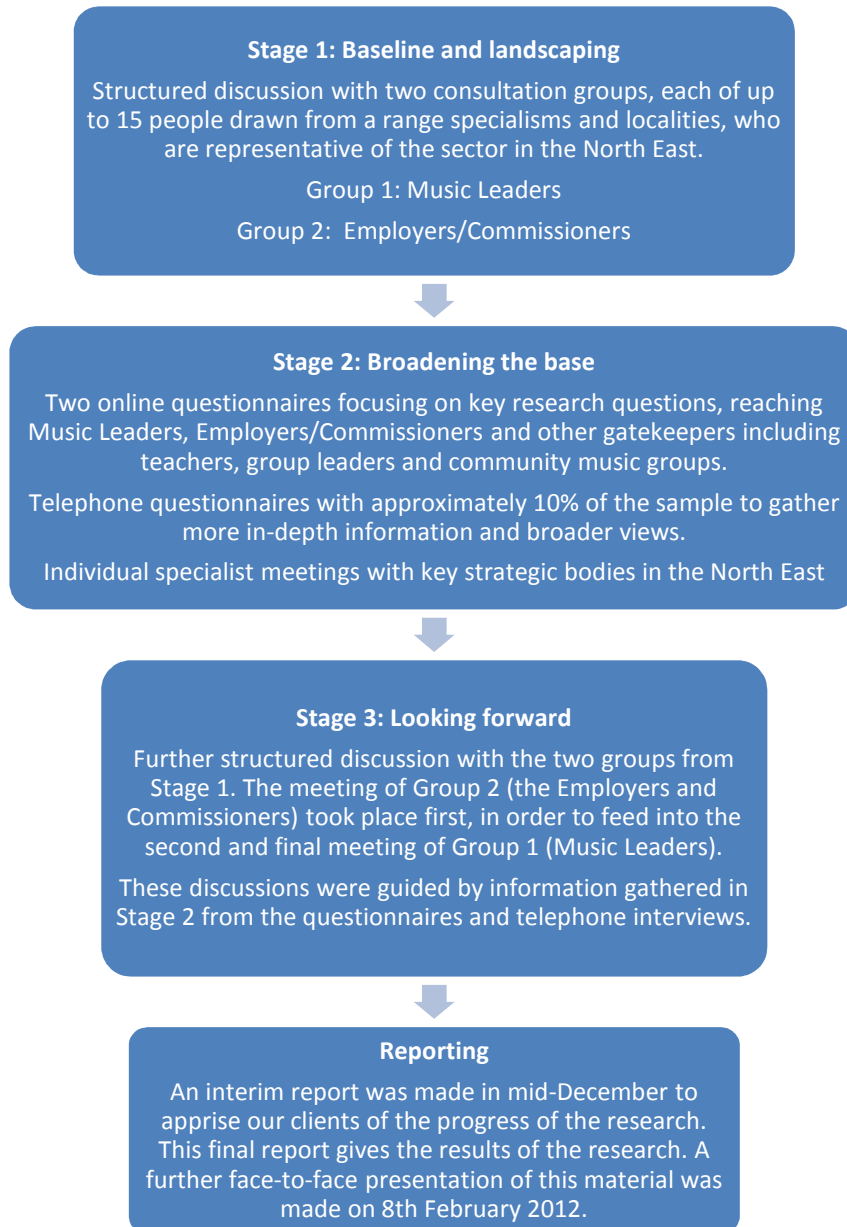 Stage 1: Baseline and landscaping
Structured discussion with two consultation groups, each of up
to 15 people drawn from a range specialisms and localities, who
are representative of the sector in the North East.
Group 1: Music Leaders
Group 2:  Employers/Commissioners
Stage 2: Broadening the base
Two online questionnaires focusing on key research questions, reaching
Music Leaders, Employers/Commissioners and other gatekeepers including
teachers, group leaders and community music groups.
Telephone questionnaires with approximately 10% of the sample to gather
more in-depth information and broader views.
Individual specialist meetings with key strategic bodies in the North East
Stage 3: Looking forward
Further structured discussion with the two groups from
Stage 1. The meeting of Group 2 (the Employers and
Commissioners) took place first, in order to feed into the
second and final meeting of Group 1 (Music Leaders).
These discussions were guided by information gathered in
Stage 2 from the questionnaires and telephone interviews.
Reporting
An interim report was made in mid-December to
apprise our clients of the progress of the research.
This final report gives the results of the research. A
further face-to-face presentation of this material was
made on 8th February 2012.